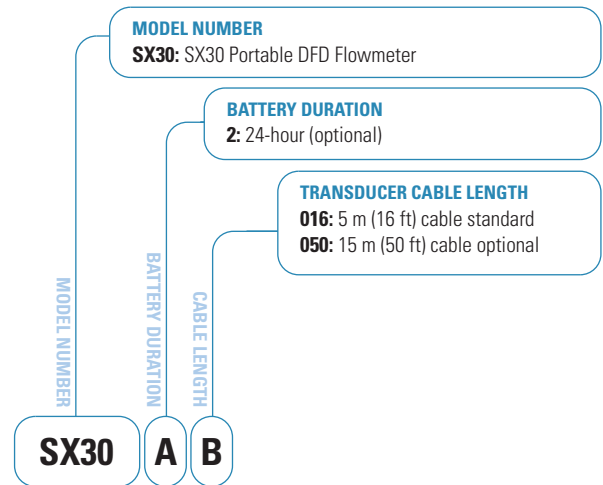 MODEL NUMBER
SX30: SX30 Portable DFD Flowmeter
BATTERY DURATION
2: 24-hour (optional)
TRANSDUCER CABLE LENGTH
016: 5 m (16 ft) cable standard
050: 15 m (50 ft) cable optional
MODEL NUMBER
BATTERY DURATION
CABLE LENGTH
SX30 A B